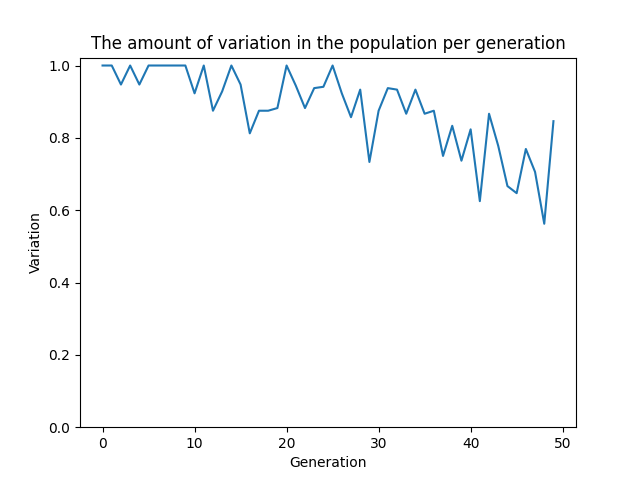 The amount of variation in the population per generation
1.0
0.8
0.6
0.4
0.2
0.0
Variation
0 10 20 30 40 50
Generation